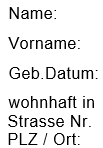 Name:
Vorname:
Geb.Datum:
wohnhaft in
Strasse Nr.
PLZ / Ort: